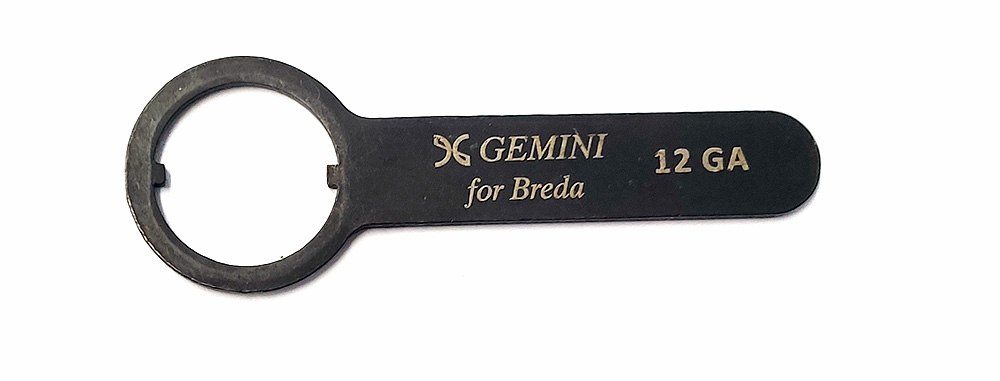 GEMINI
for Breda
12 GA